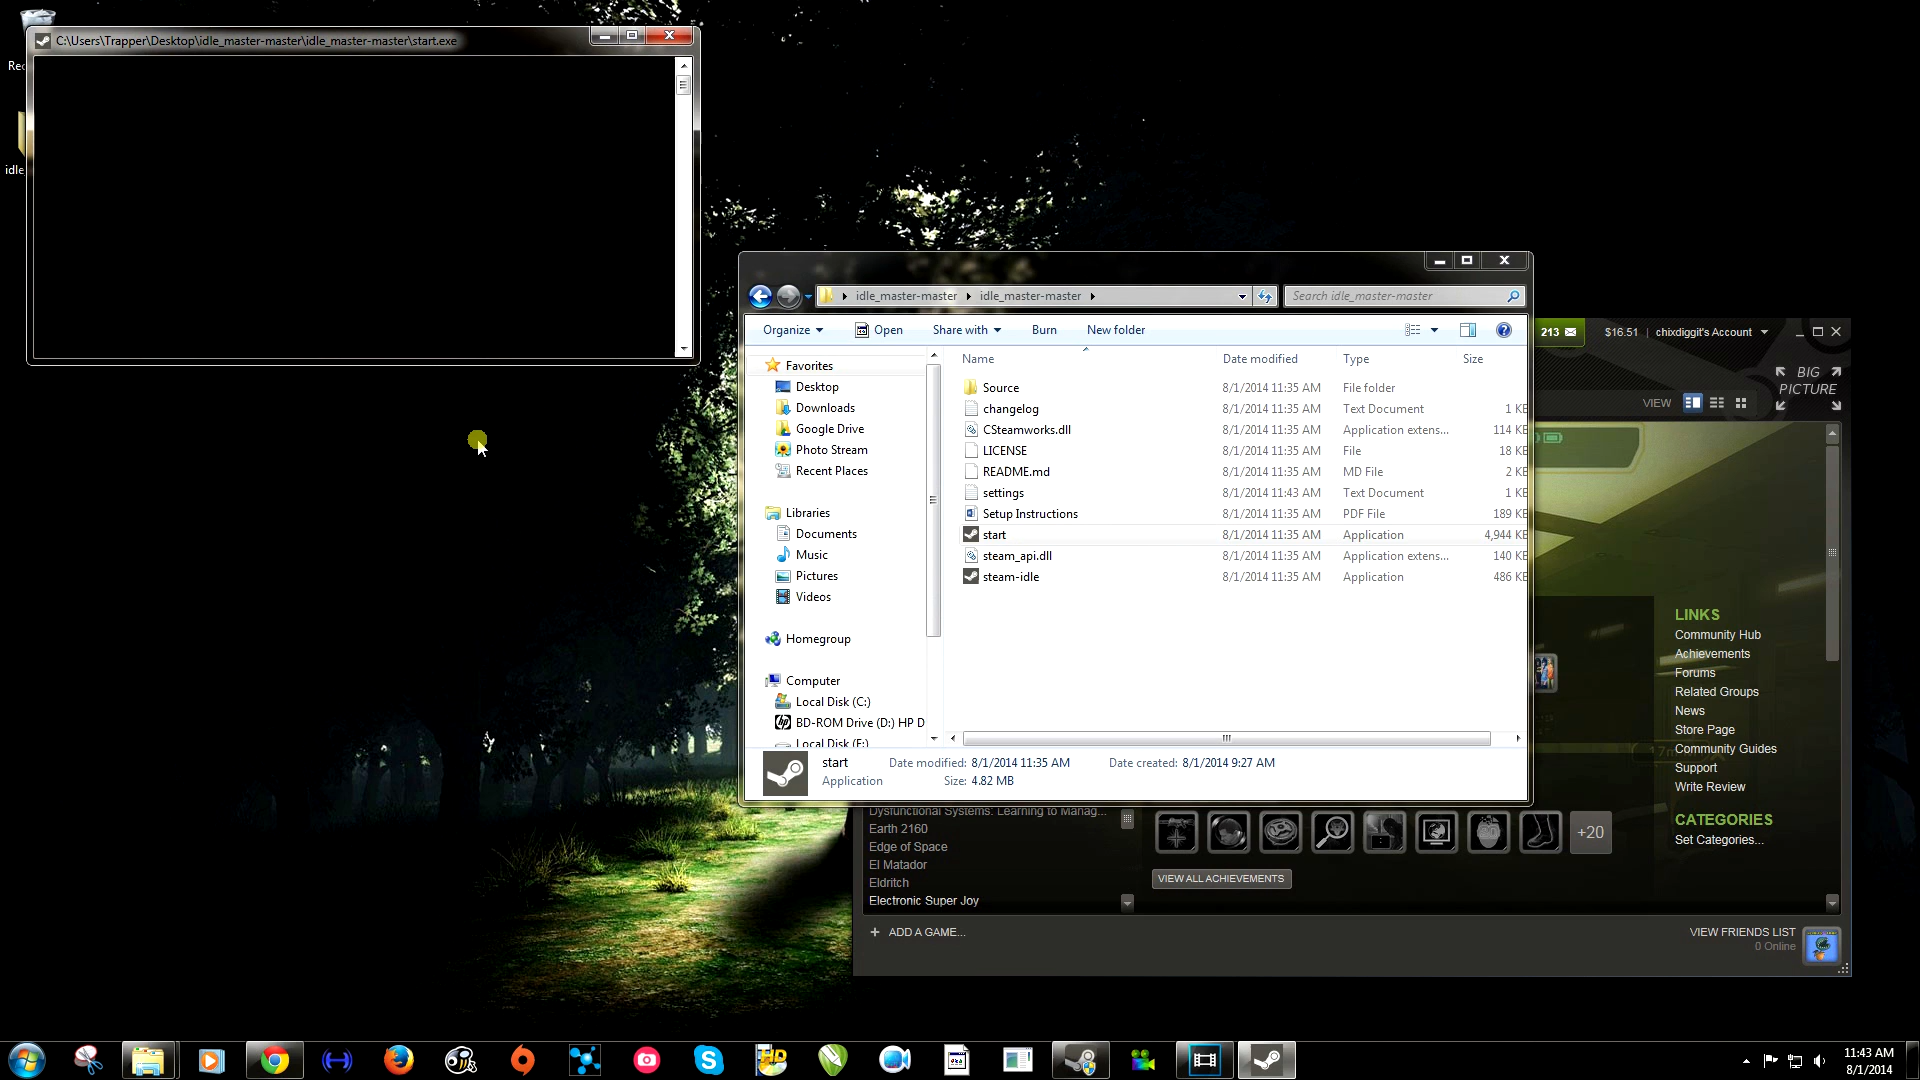 C:\Users\Trapper\Desktop\idle_master-master\idle_master-master\start.exe
Rec
idle
idle_master-master
idle_master-master
Search idle_master-master
Organize
Open
Share with
Burn
New folder
Name
Date modified
Type
Size
Favorites
Desktop
Downloads
Google Drive
Photo Stream
Recent Places
Libraries
Documents
Music
Pictures
Videos
Homegroup
Computer
Local Disk (C:)
BD-ROM Drive (D:) HP D
Local Disk (F:)
Source 8/1/2014 11:35 AM File folder
changelog 8/1/2014 11:35 AM Text Document 1 KB
CSteamworks.dll 8/1/2014 11:35 AM Application extens... 114 KB
LICENSE 8/1/2014 11:35 AM File 18 KB
README.md 8/1/2014 11:35 AM MD File 2 KB
settings 8/1/2014 11:43 AM Text Document 1 KB
Setup Instructions 8/1/2014 11:35 AM PDF File 189 KB
start 8/1/2014 11:35 AM Application 4,944 KB
steam_api.dll 8/1/2014 11:35 AM Application extens... 140 KB
steam-idle 8/1/2014 11:35 AM Application 486 KB
start Date modified: 8/1/2014 11:35 AM Date created: 8/1/2014 9:27 AM
Application Size: 4.82 MB
213 $16.51 | chixdiggit's Account
BIG
PICTURE
VIEW
LINKS
Community Hub
Achievements
Forums
Related Groups
News
Store Page
Community Guides
Support
Write Review
CATEGORIES
Set Categories...
Dysfunctional Systems: Learning to Manag...
Earth 2160
Edge of Space
El Matador
Eldritch
Electronic Super Joy
+20
VIEW ALL ACHIEVEMENTS
+ ADD A GAME...
VIEW FRIENDS LIST
0 Online
11:43 AM
8/1/2014